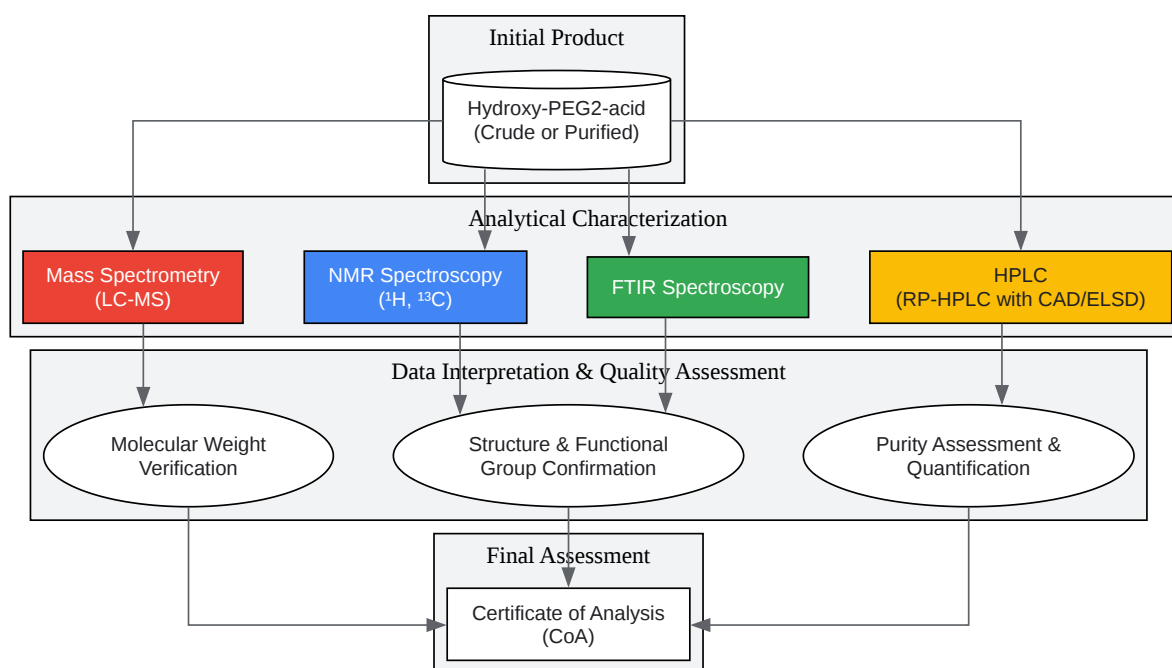 Initial Product
Hydroxy-PEG2-acid
(Crude or Purified)
Analytical Characterization
Mass Spectrometry
(LC-MS)
NMR Spectroscopy
(¹H, ¹³C)
FTIR Spectroscopy
HPLC
(RP-HPLC with CAD/ELSD)
Data Interpretation & Quality Assessment
Molecular Weight
Verification
Structure & Functional
Group Confirmation
Purity Assessment &
Quantification
Final Assessment
Certificate of Analysis
(CoA)